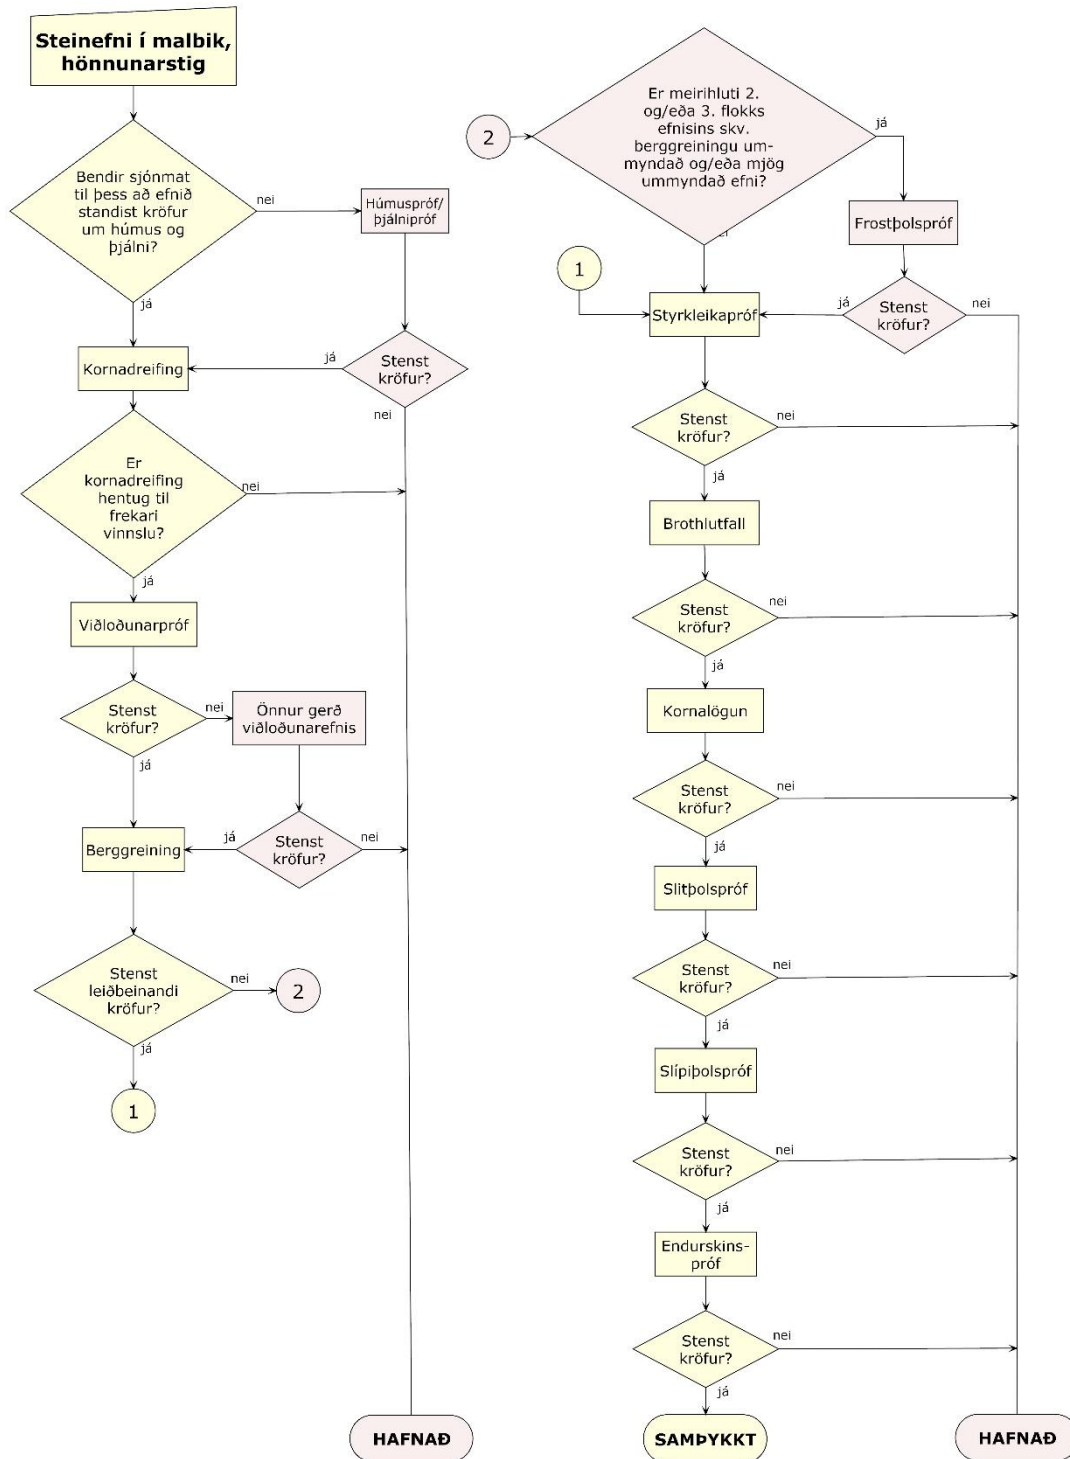 Steinefni í malbik,
hönnunarstig
Bendir sjónmat
til þess að efnið
standist kröfur
um húmus og
þjálni?
nei
já
Húmuspróf/
þjálnipróf
Stenst
kröfur?
já
nei
Kornadreifing
Er
kornadreifing
hentug til
frekari
vinnslu?
nei
já
Viðloðunarpróf
Stenst
kröfur?
nei
já
Önnur gerð
viðloðunarefnis
Stenst
kröfur?
já
nei
Berggreining
Stenst
leiðbeinandi
kröfur?
nei
2
já
1
HAFNAÐ
2
Er meirihluti 2.
og/eða 3. flokks
efnisins skv.
berggreiningu um-
myndað og/eða mjög
ummyndað efni?
já
Frostþolspróf
Stenst
kröfur?
já
nei
1
Styrkleikapróf
Stenst
kröfur?
nei
já
Brothlutfall
Stenst
kröfur?
nei
já
Kornalögun
Stenst
kröfur?
nei
já
Slitþolspróf
Stenst
kröfur?
nei
já
Slípiþolspróf
Stenst
kröfur?
nei
já
Endurskins-
próf
Stenst
kröfur?
nei
já
SAMÞYKKT
HAFNAÐ